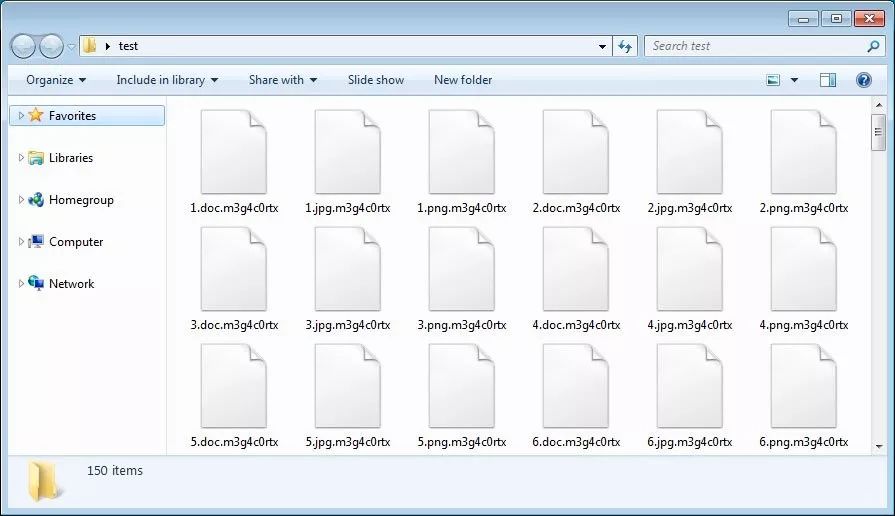 test
Search test
Organize
Include in library
Share with
Slide show
New folder
Favorites
Libraries
Homegroup
Computer
Network
1.doc.m3g4c0rtx
1.jpg.m3g4c0rtx
1.png.m3g4c0rtx
2.doc.m3g4c0rtx
2.jpg.m3g4c0rtx
2.png.m3g4c0rtx
3.doc.m3g4c0rtx
3.jpg.m3g4c0rtx
3.png.m3g4c0rtx
4.doc.m3g4c0rtx
4.jpg.m3g4c0rtx
4.png.m3g4c0rtx
5.doc.m3g4c0rtx
5.jpg.m3g4c0rtx
5.png.m3g4c0rtx
6.doc.m3g4c0rtx
6.jpg.m3g4c0rtx
6.png.m3g4c0rtx
150 items